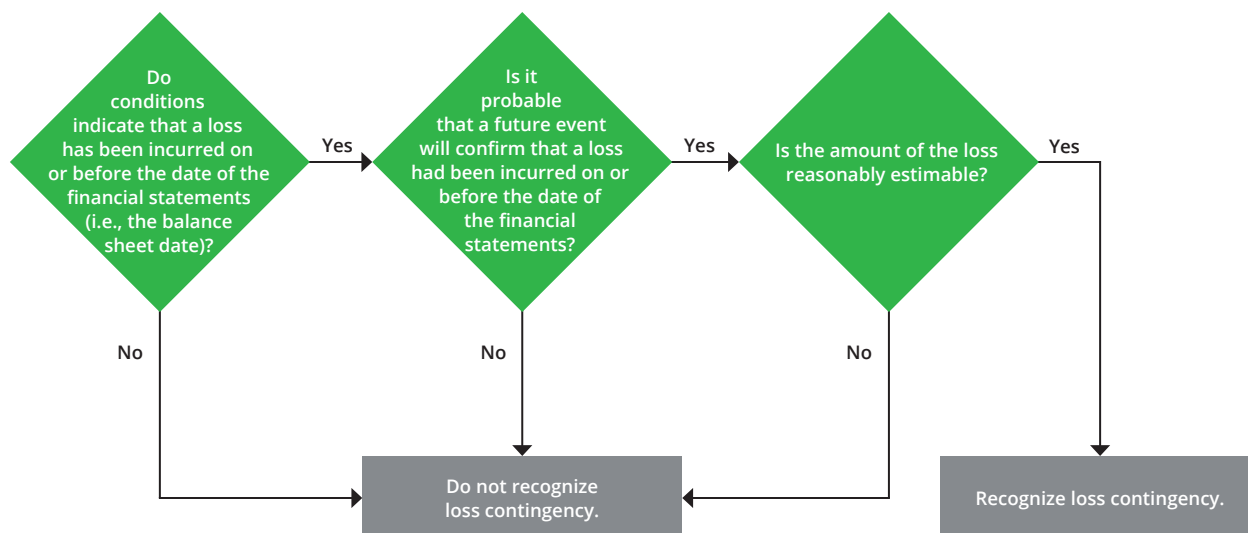 Do
conditions
indicate that a loss
has been incurred on
or before the date of the
financial statements
(i.e., the balance
sheet date)?
Yes
Is it
probable
that a future event
will confirm that a loss
had been incurred on or
before the date of
the financial
statements?
Yes
Is the amount of the loss
reasonably estimable?
Yes
No
No
No
Do not recognize
loss contingency.
Recognize loss contingency.